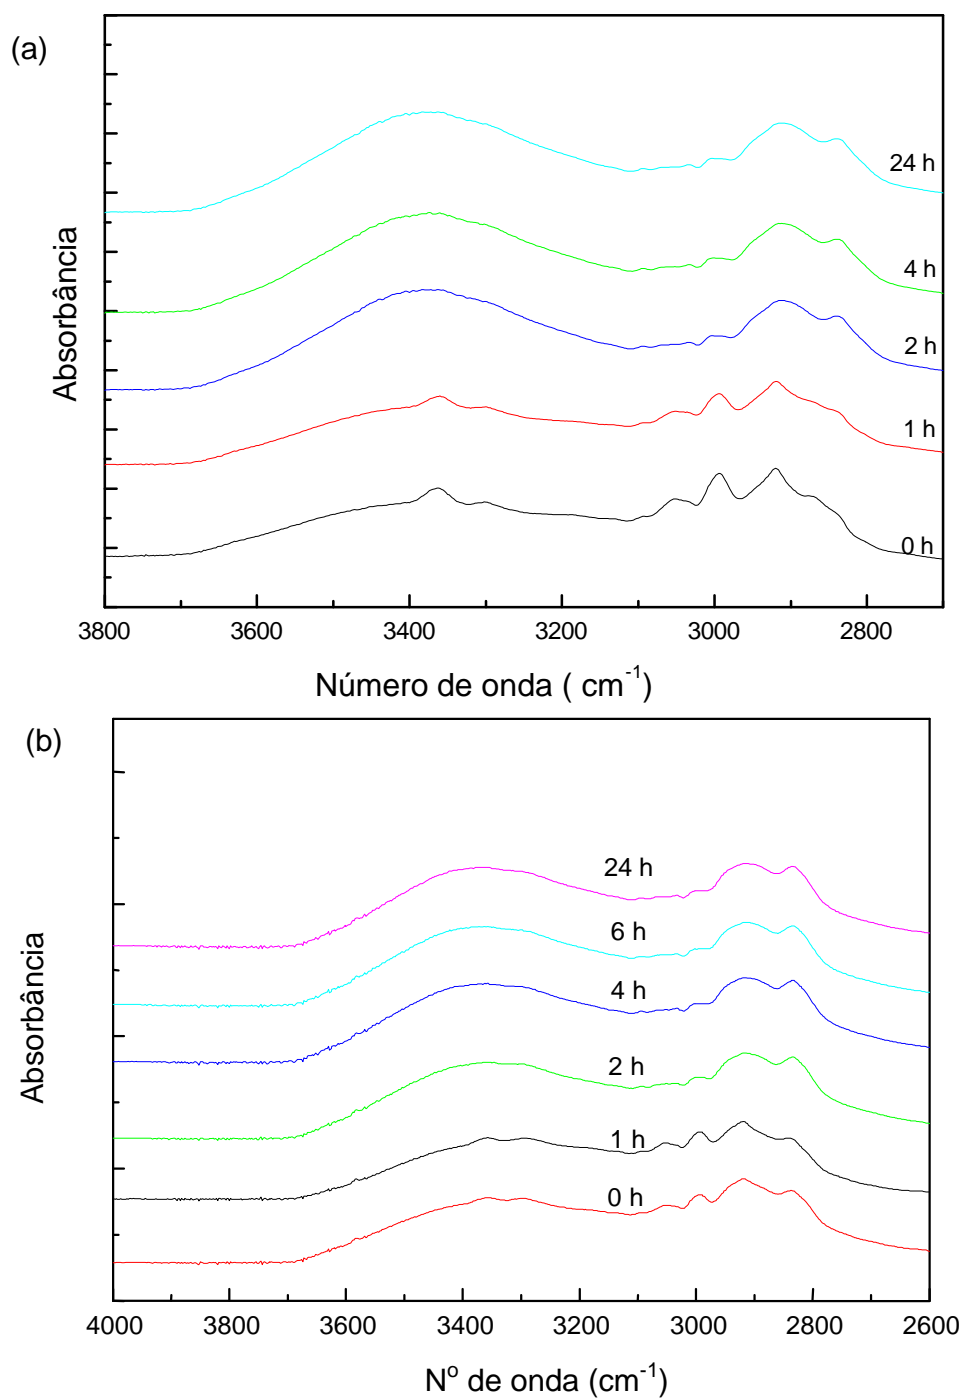 (a)
Absorbância
24 h
4 h
2 h
1 h
0 h
3800 3600 3400 3200 3000 2800
Número de onda ( cm⁻¹)
(b)
Absorbância
24 h
6 h
4 h
2 h
1 h
0 h
4000 3800 3600 3400 3200 3000 2800 2600
Nº de onda (cm⁻¹)